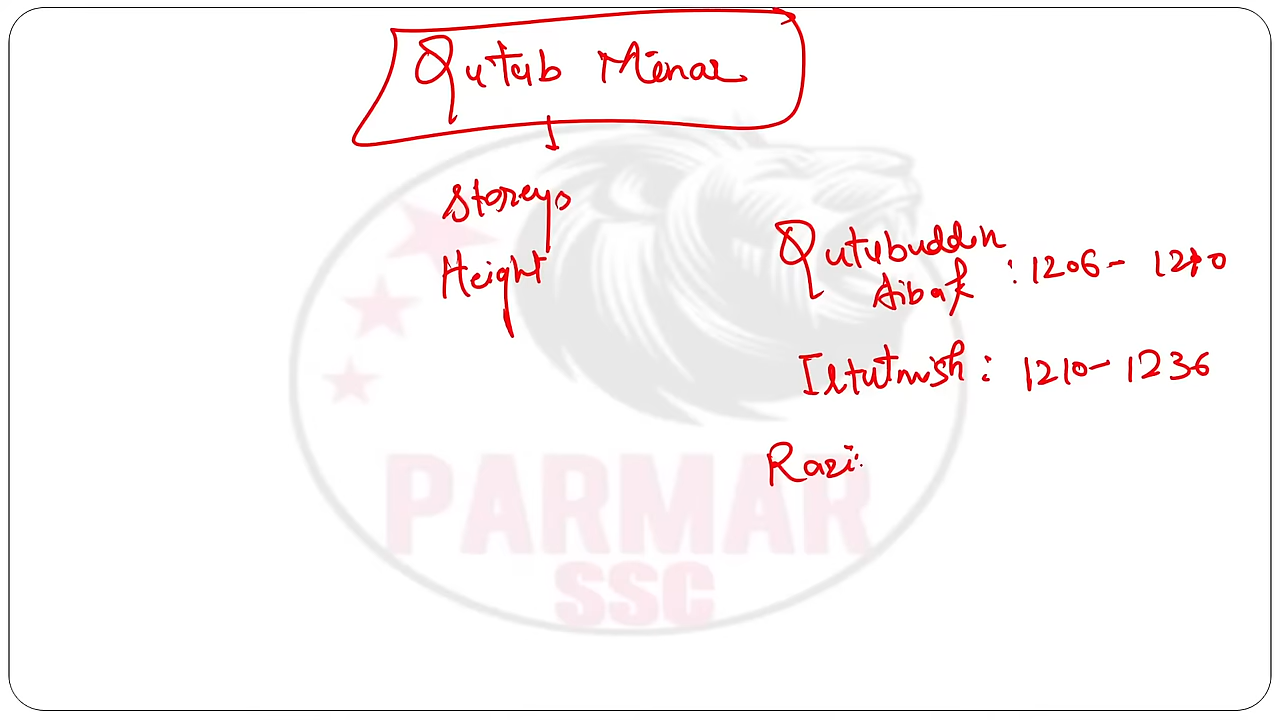 Qutub Minar
Storeys
Height
Qutubuddin
Aibak : 1206 - 1210
Iltutmish : 1210 - 1236
Razi
PARMAR
SSC